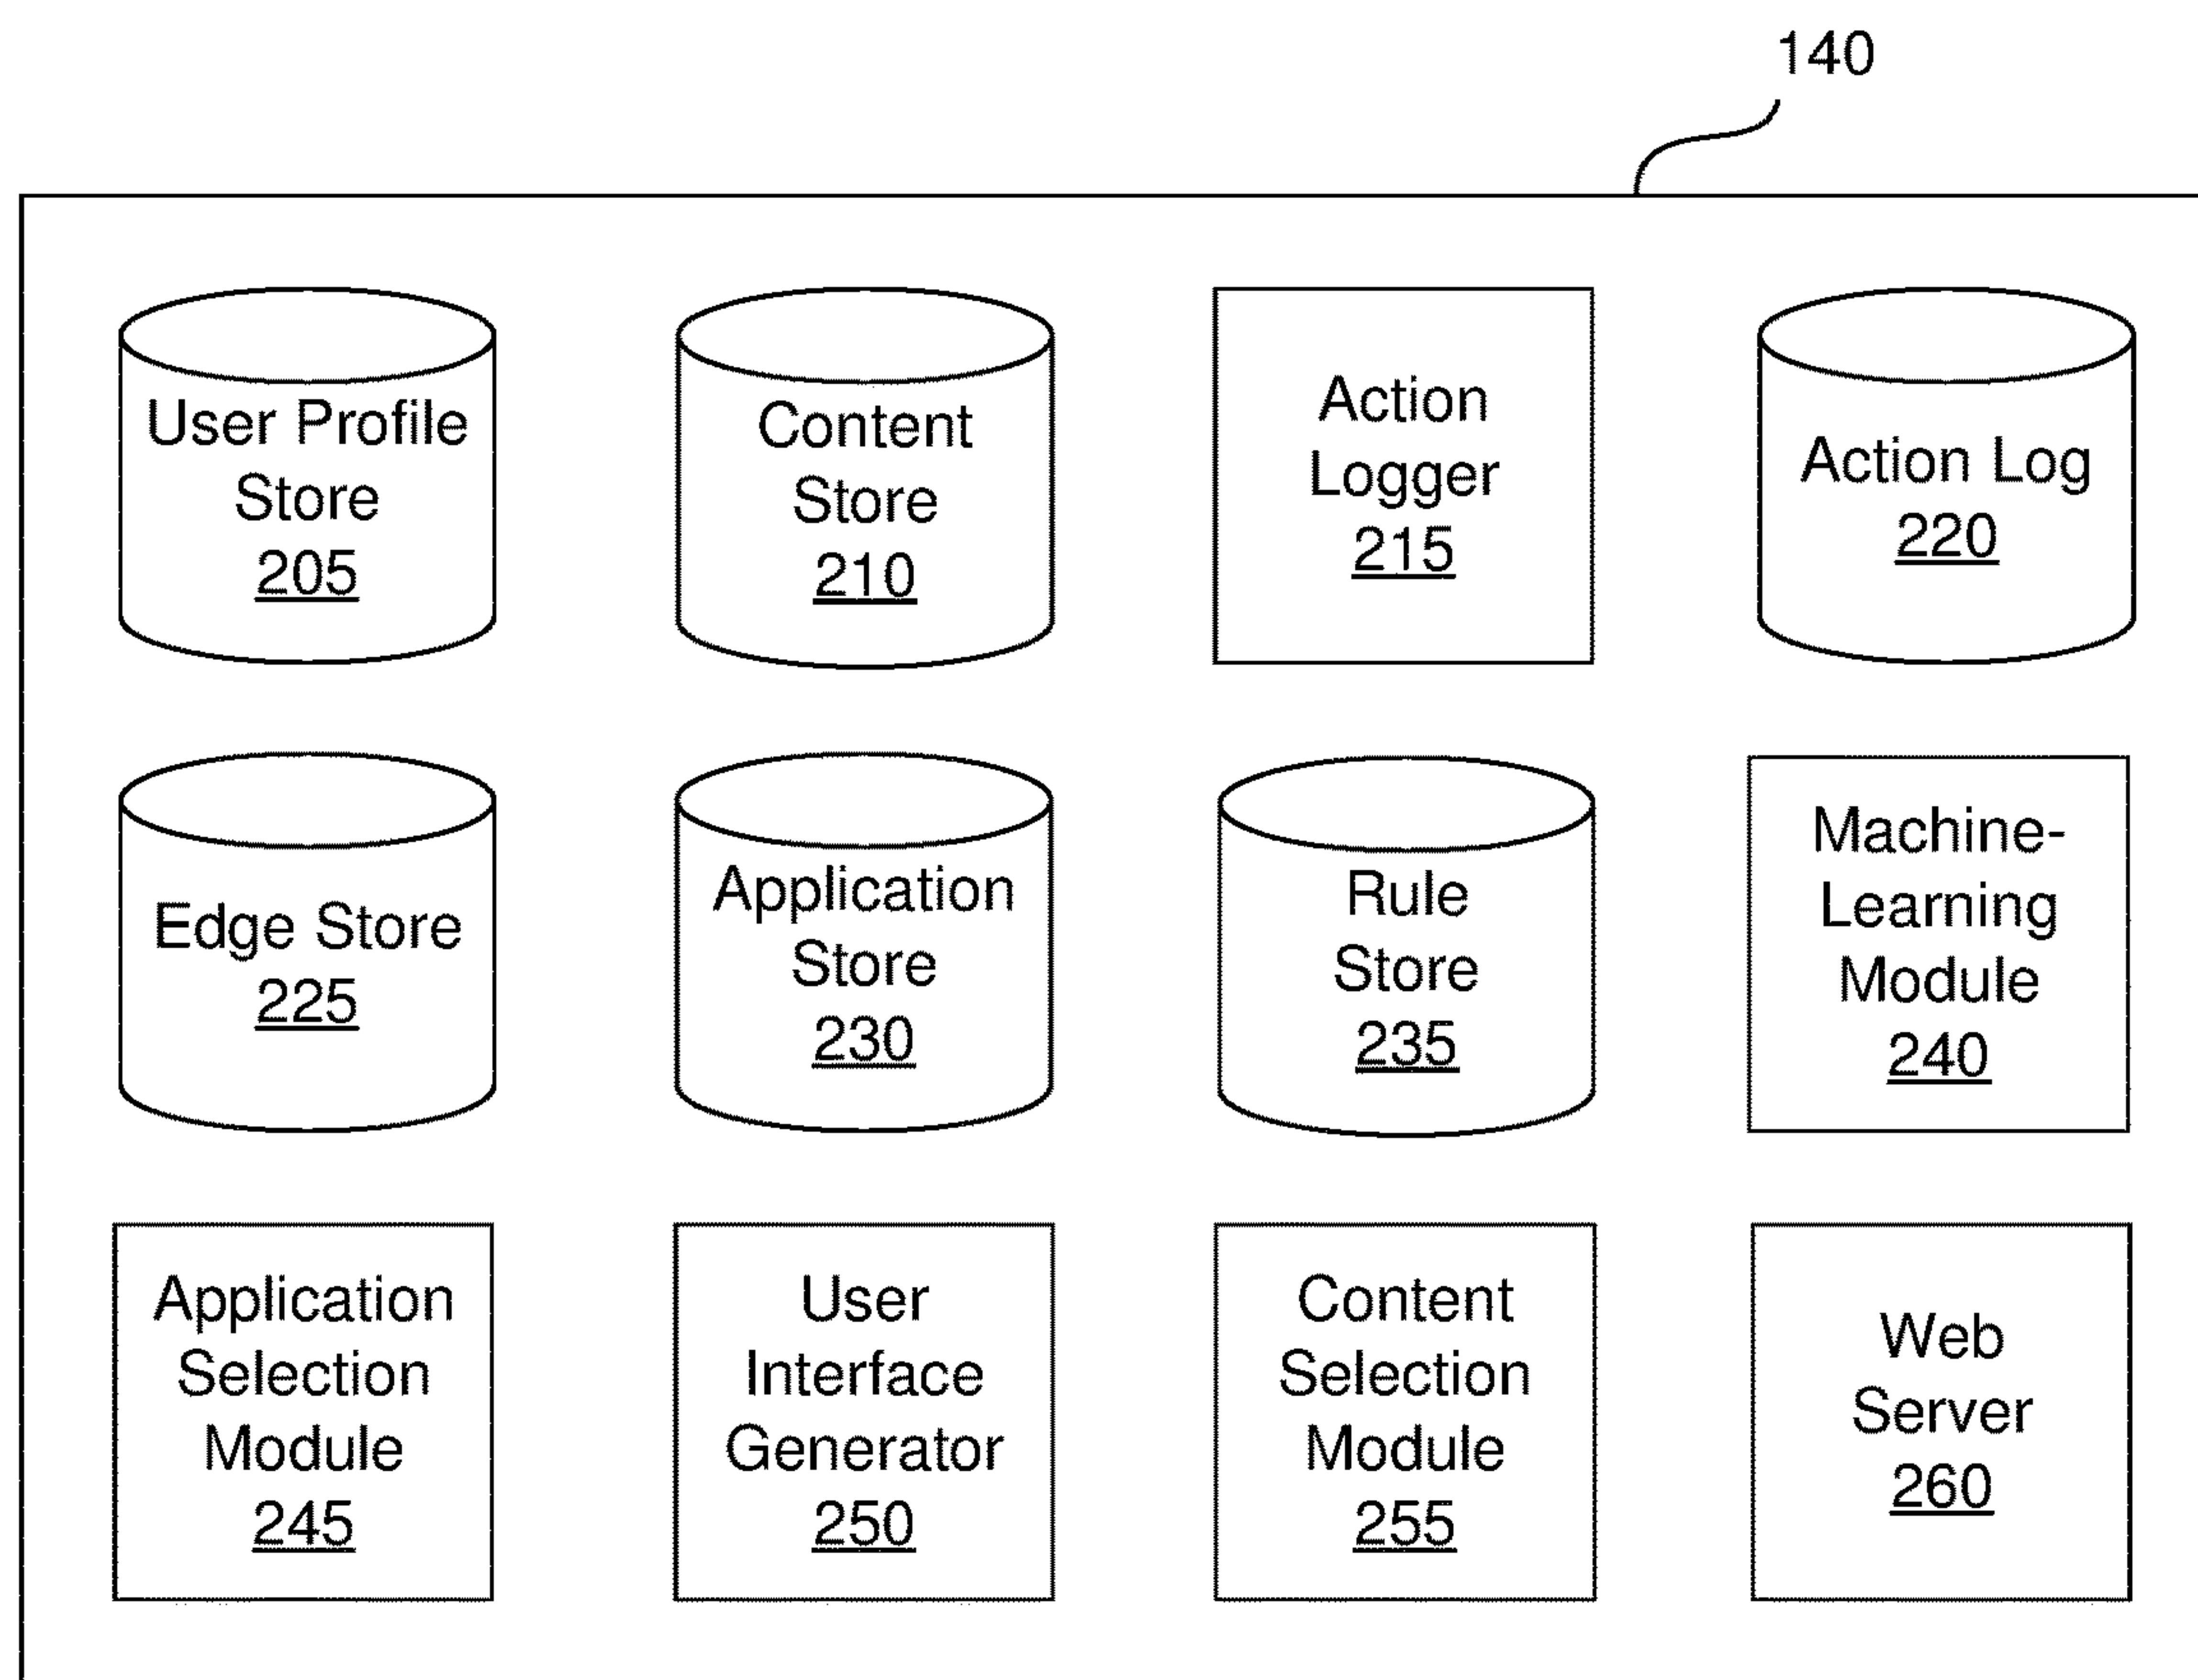 140
User Profile
Store
205
Content
Store
210
Action
Logger
215
Action Log
220
Edge Store
225
Application
Store
230
Rule
Store
235
Machine-
Learning
Module
240
Application
Selection
Module
245
User
Interface
Generator
250
Content
Selection
Module
255
Web
Server
260